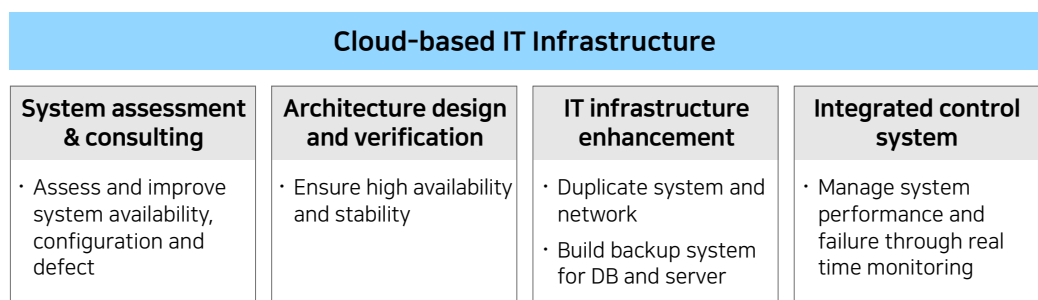 Cloud-based IT Infrastructure
System assessment
& consulting
· Assess and improve
system availability,
configuration and
defect
Architecture design
and verification
· Ensure high availability
and stability
IT infrastructure
enhancement
· Duplicate system and
network
· Build backup system
for DB and server
Integrated control
system
· Manage system
performance and
failure through real
time monitoring